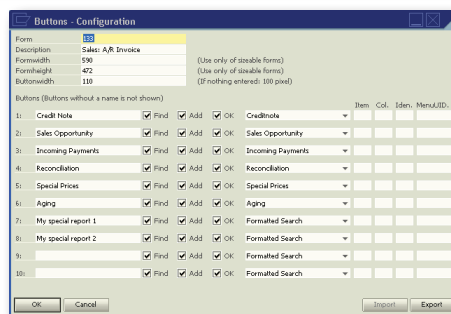 Buttons - Configuration
Form 133
Description Sales: A/R Invoice
Formwidth 590 (Use only of sizeable forms)
Formheight 472 (Use only of sizeable forms)
Buttonwidth 110 (If nothing entered: 100 pixel)
Buttons (Buttons without a name is not shown) Item Col. Iden. MenuUID.
1: Credit Note Find Add OK Creditnote
2: Sales Opportunity Find Add OK Sales Opportunity
3: Incoming Payments Find Add OK Incoming Payments
4: Reconciliation Find Add OK Reconciliation
5: Special Prices Find Add OK Special Prices
6: Aging Find Add OK Aging
7: My special report 1 Find Add OK Formatted Search
8: My special report 2 Find Add OK Formatted Search
9: Find Add OK Formatted Search
10: Find Add OK Formatted Search
OK Cancel Import Export